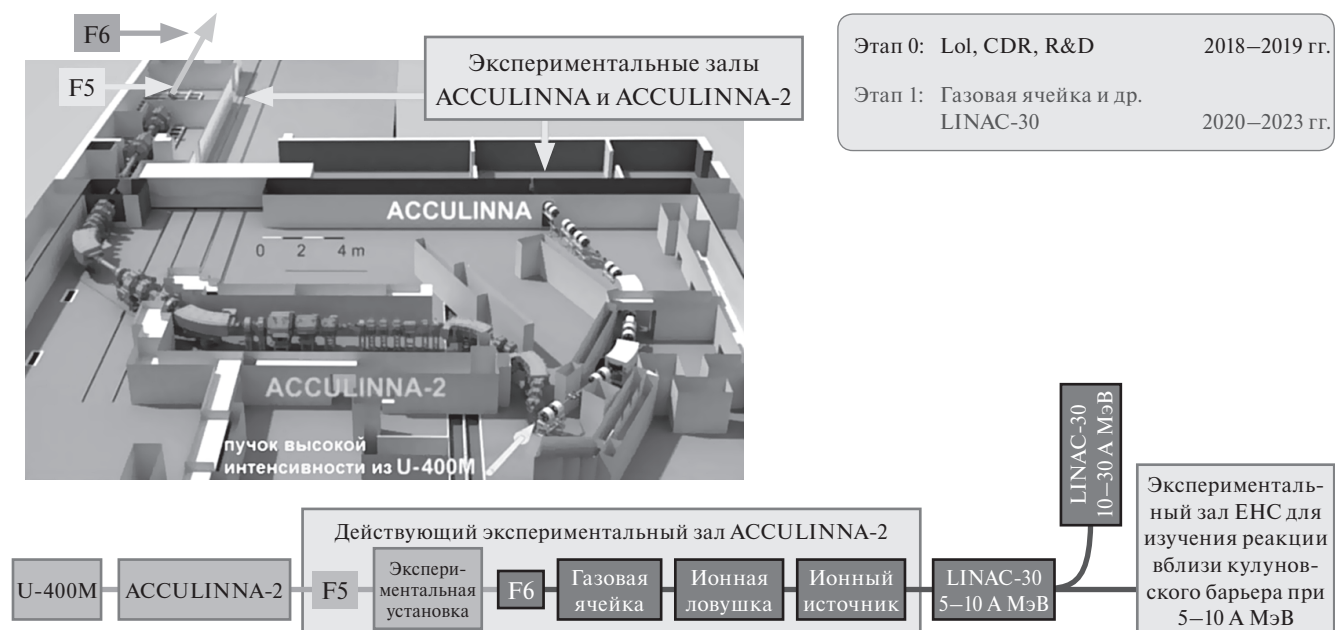 F6
F5
Экспериментальные залы
ACCULINNA и ACCULINNA-2
Этап 0: LoI, CDR, R&D 2018–2019 гг.
Этап 1: Газовая ячейка и др.
LINAC-30 2020–2023 гг.
ACCULINNA
0 2 4 m
ACCULINNA-2
пучок высокой
интенсивности из U-400M
Действующий экспериментальный зал ACCULINNA-2
U-400M
ACCULINNA-2
F5
Экспери-
ментальная
установка
F6
Газовая
ячейка
Ионная
ловушка
Ионный
источник
LINAC-30
5–10 А МэВ
LINAC-30
10–30 А МэВ
Эксперименталь-
ный зал EHC для
изучения реакции
вблизи кулунов-
ского барьера при
5–10 А МэВ